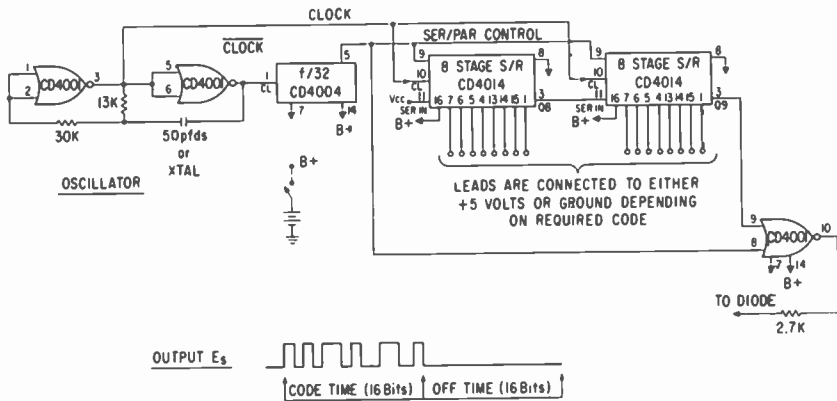 CLOCK
CLOCK
SER/PAR CONTROL
1
2
CD4001
3
5
6
CD4001
1
CL
f/32
CD4004
5
7
14
B+
9
8 STAGE S/R
CD4014
8
10
CL
Vcc
11
SER IN
16 7 6 5 4 13 14 15 1
3
Q8
B+
9
8 STAGE S/R
CD4014
8
10
CL
11
SER IN
16 7 6 5 4 13 14 15 1
3
Q9
B+
13K
30K
50pfds
or
XTAL
OSCILLATOR
B+
LEADS ARE CONNECTED TO EITHER
+5 VOLTS OR GROUND DEPENDING
ON REQUIRED CODE
9
8
CD4001
10
7
14
B+
TO DIODE
2.7K
OUTPUT Es
CODE TIME (16 Bits)
OFF TIME (16 Bits)